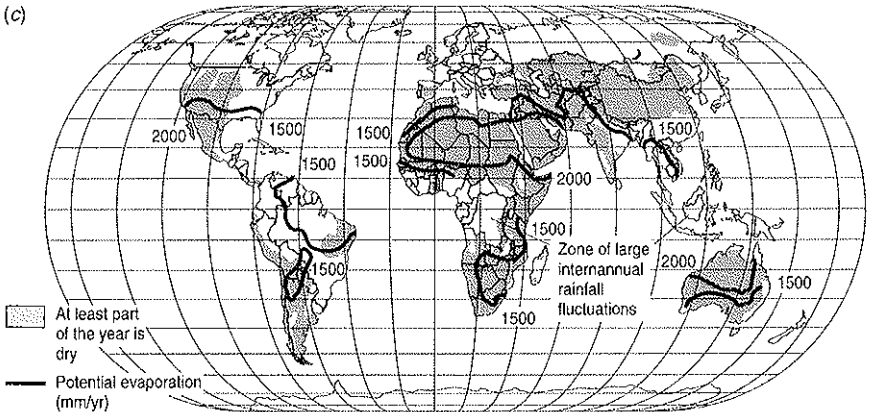 (c)
2000
1500
1500
1500
1500
1500
2000
1500
1500
1500
Zone of large
internannual
rainfall
fluctuations
2000
1500
1500
At least part
of the year is
dry
Potential evaporation
(mm/yr)